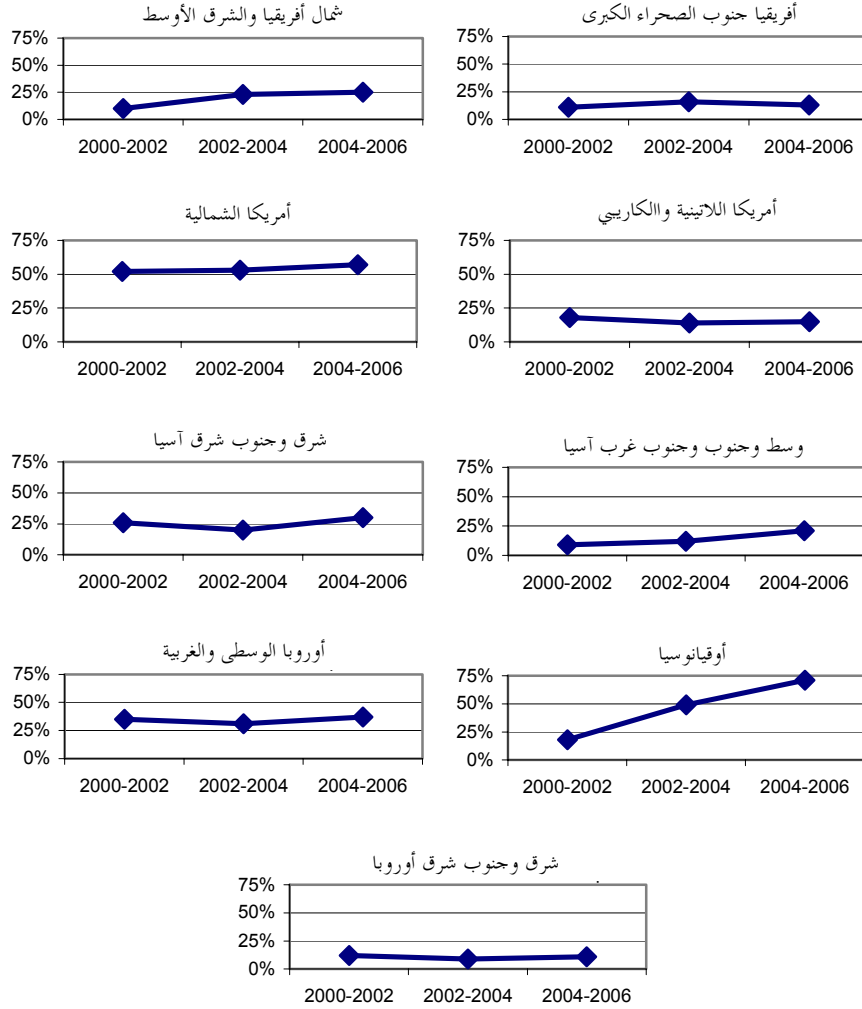 شمال أفريقيا والشرق الأوسط
75%
50%
25%
0%
2000-2002 2002-2004 2004-2006
أفريقيا جنوب الصحراء الكبرى
75%
50%
25%
0%
2000-2002 2002-2004 2004-2006
أمريكا الشمالية
75%
50%
25%
0%
2000-2002 2002-2004 2004-2006
أمريكا اللاتينية واالكاريبي
75%
50%
25%
0%
2000-2002 2002-2004 2004-2006
شرق وجنوب شرق آسيا
75%
50%
25%
0%
2000-2002 2002-2004 2004-2006
وسط وجنوب وجنوب غرب آسيا
75%
50%
25%
0%
2000-2002 2002-2004 2004-2006
أوروبا الوسطى والغربية
75%
50%
25%
0%
2000-2002 2002-2004 2004-2006
أوقيانوسيا
75%
50%
25%
0%
2000-2002 2002-2004 2004-2006
شرق وجنوب شرق أوروبا
75%
50%
25%
0%
2000-2002 2002-2004 2004-2006